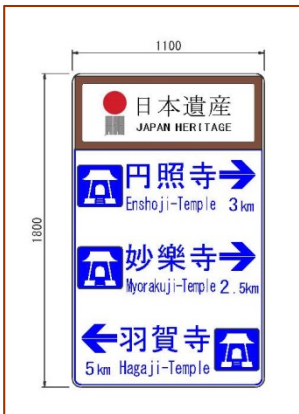 1100
1800
日本遺産
JAPAN HERITAGE
円照寺
Enshoji-Temple 3km
妙樂寺
Myorakuji-Temple 2.5km
羽賀寺
5km Hagaji-Temple